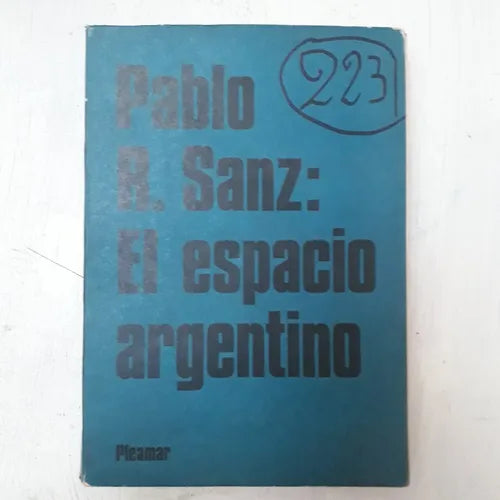 223
Pablo
R. Sanz:
El espacio
argentino
Pleamar